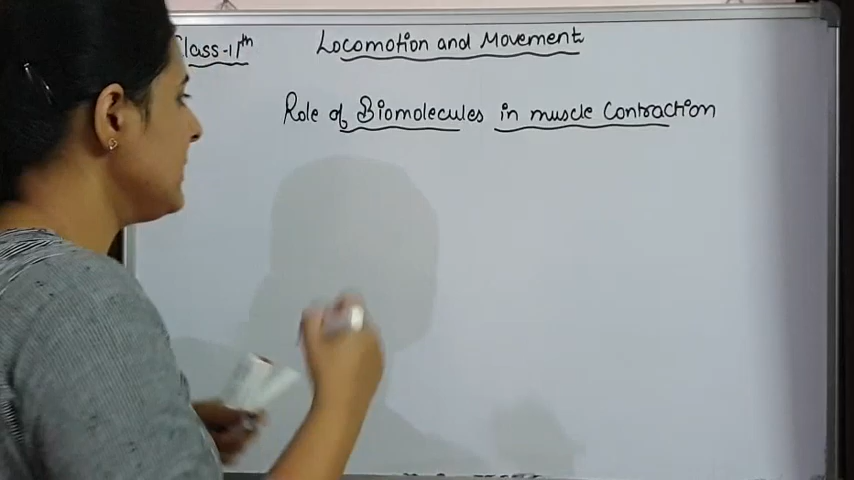 Class-11th Locomotion and Movement
Role of Biomolecules in muscle Contraction